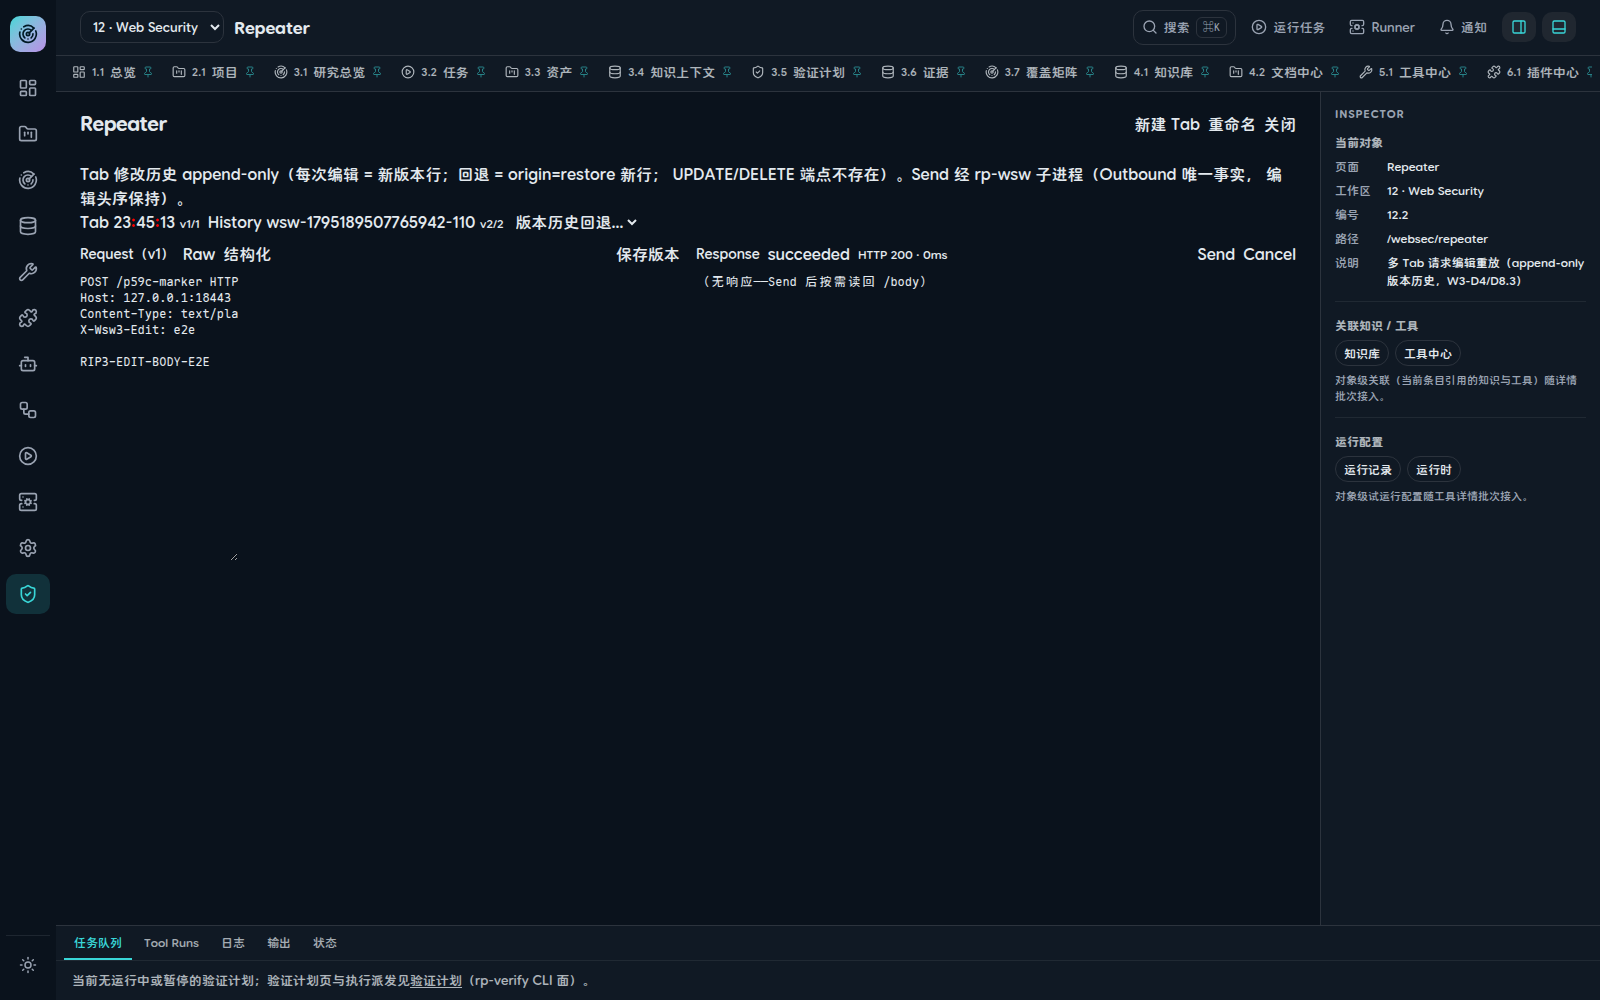 12 · Web Security
Repeater
搜索 ⌘K
运行任务
Runner
通知
1.1 总览
2.1 项目
3.1 研究总览
3.2 任务
3.3 资产
3.4 知识上下文
3.5 验证计划
3.6 证据
3.7 覆盖矩阵
4.1 知识库
4.2 文档中心
5.1 工具中心
6.1 插件中心
Repeater
新建 Tab 重命名 关闭
Tab 修改历史 append-only（每次编辑 = 新版本行；回退 = origin=restore 新行； UPDATE/DELETE 端点不存在）。Send 经 rp-wsw 子进程（Outbound 唯一事实， 编
辑头序保持）。
Tab 23:45:13 v1/1 History wsw-1795189507765942-110 v2/2 版本历史回退...
Request（v1） Raw 结构化 保存版本
Response succeeded HTTP 200 · 0ms Send Cancel
POST /p59c-marker HTTP
Host: 127.0.0.1:18443
Content-Type: text/pla
X-Wsw3-Edit: e2e
RIP3-EDIT-BODY-E2E
（无响应——Send 后按需读回 /body）
INSPECTOR
当前对象
页面 Repeater
工作区 12 · Web Security
编号 12.2
路径 /websec/repeater
说明 多 Tab 请求编辑重放（append-only
版本历史，W3-D4/D8.3）
关联知识 / 工具
知识库 工具中心
对象级关联（当前条目引用的知识与工具）随详情
批次接入。
运行配置
运行记录 运行时
对象级试运行配置随工具详情批次接入。
任务队列 Tool Runs 日志 输出 状态
当前无运行中或暂停的验证计划；验证计划页与执行派发见验证计划（rp-verify CLI 面）。